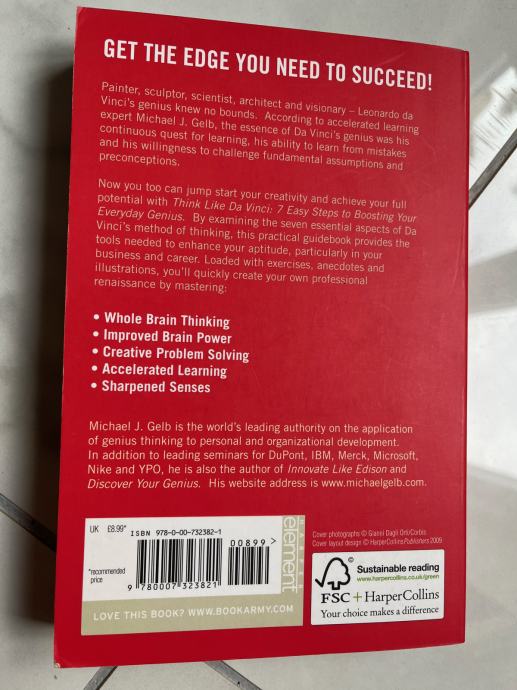 GET THE EDGE YOU NEED TO SUCCEED!
Painter, sculptor, scientist, architect and visionary – Leonardo da
Vinci's genius knew no bounds. According to accelerated learning
expert Michael J. Gelb, the essence of Da Vinci's genius was his
continuous quest for learning, his ability to learn from mistakes
and his willingness to challenge fundamental assumptions and
preconceptions.
Now you too can jump start your creativity and achieve your full
potential with Think Like Da Vinci: 7 Easy Steps to Boosting Your
Everyday Genius. By examining the seven essential aspects of Da
Vinci's method of thinking, this practical guidebook provides the
tools needed to enhance your aptitude, particularly in your
business and career. Loaded with exercises, anecdotes and
illustrations, you'll quickly create your own professional
renaissance by mastering:
• Whole Brain Thinking
• Improved Brain Power
• Creative Problem Solving
• Accelerated Learning
• Sharpened Senses
Michael J. Gelb is the world's leading authority on the application
of genius thinking to personal and organizational development.
In addition to leading seminars for DuPont, IBM, Merck, Microsoft,
Nike and YPO, he is also the author of Innovate Like Edison and
Discover Your Genius. His website address is www.michaelgelb.com.
UK £8.99*
ISBN 978-0-00-732382-1
00899 >
*recommended
price
9 780007 323821
element
LOVE THIS BOOK? WWW.BOOKARMY.COM
Cover photographs © Gianni Dagli Orti/Corbis
Cover layout design © HarperCollinsPublishers 2009
Sustainable reading
www.harpercollins.co.uk/green
FSC + HarperCollins
Your choice makes a difference